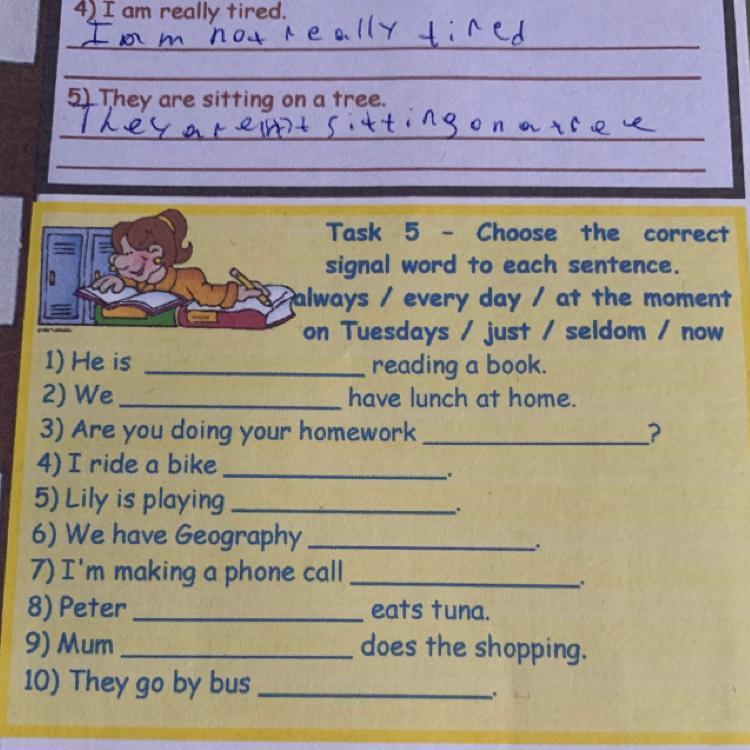 4) I am really tired.
I am not really tired
5) They are sitting on a tree.
They aren't sitting on a tree
Task 5 - Choose the correct
signal word to each sentence.
always / every day / at the moment
on Tuesdays / just / seldom / now
1) He is ____________ reading a book.
2) We ____________ have lunch at home.
3) Are you doing your homework ____________?
4) I ride a bike ____________.
5) Lily is playing ____________.
6) We have Geography ____________.
7) I'm making a phone call ____________.
8) Peter ____________ eats tuna.
9) Mum ____________ does the shopping.
10) They go by bus ____________.